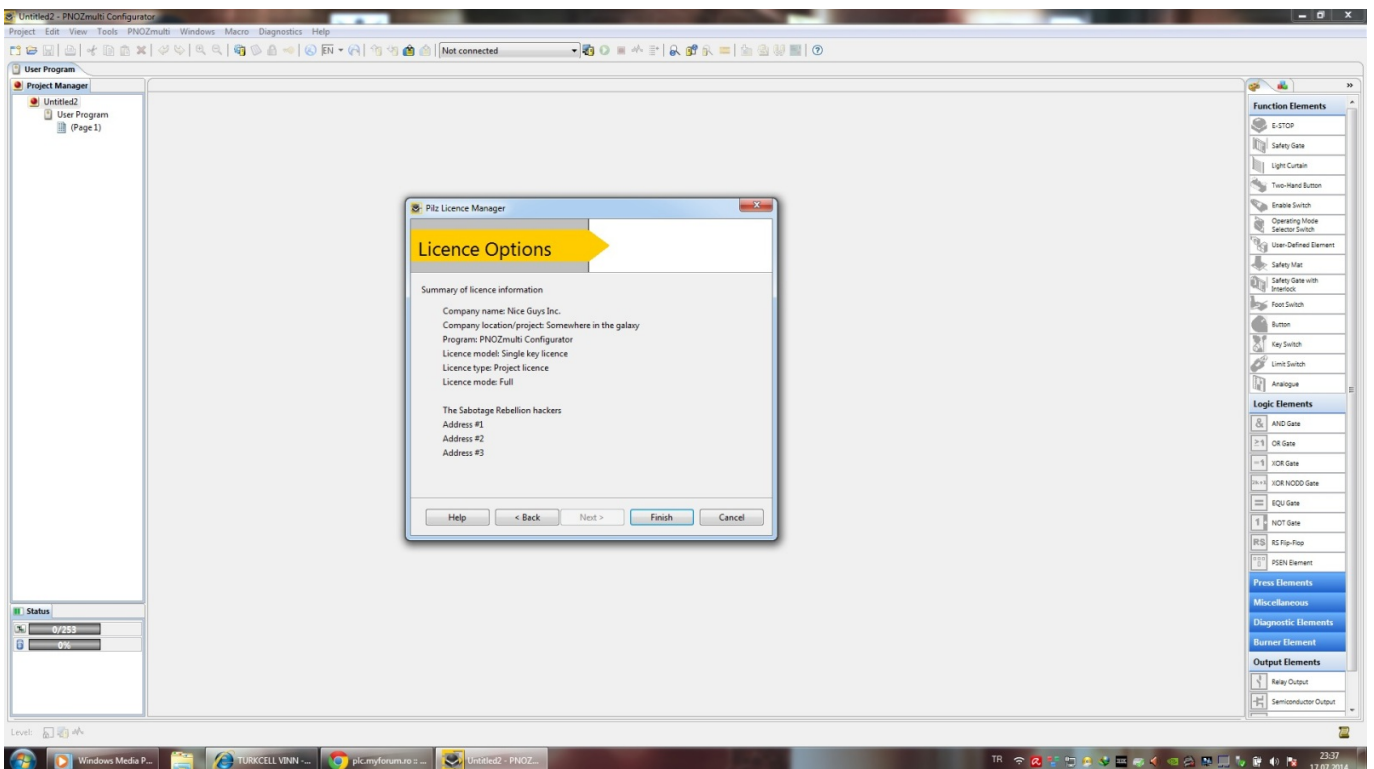 Untitled2 - PNOZmulti Configurator
Project Edit View Tools PNOZmulti Windows Macro Diagnostics Help
EN
Not connected
User Program
Project Manager
Untitled2
User Program
(Page 1)
Pilz Licence Manager
Licence Options
Summary of licence information
Company name: Nice Guys Inc.
Company location/project: Somewhere in the galaxy
Program: PNOZmulti Configurator
Licence model: Single key licence
Licence type: Project licence
Licence mode: Full
The Sabotage Rebellion hackers
Address #1
Address #2
Address #3
Help < Back Next > Finish Cancel
Function Elements
E-STOP
Safety Gate
Light Curtain
Two-Hand Button
Enable Switch
Operating Mode
Selector Switch
User-Defined Element
Safety Mat
Safety Gate with
Interlock
Foot Switch
Button
Key Switch
Limit Switch
Analogue
Logic Elements
& AND Gate
≥1 OR Gate
=1 XOR Gate
XOR NODD Gate
= EQU Gate
1 NOT Gate
RS RS Flip-Flop
PSEN Element
Press Elements
Miscellaneous
Diagnostic Elements
Burner Element
Output Elements
Relay Output
Semiconductor Output
Status
0/253
0%
Level:
Windows Media P...
TURKCELL VINN -...
plc.myforum.ro :: ...
Untitled2 - PNOZ...
TR
23:37
17.07.2014